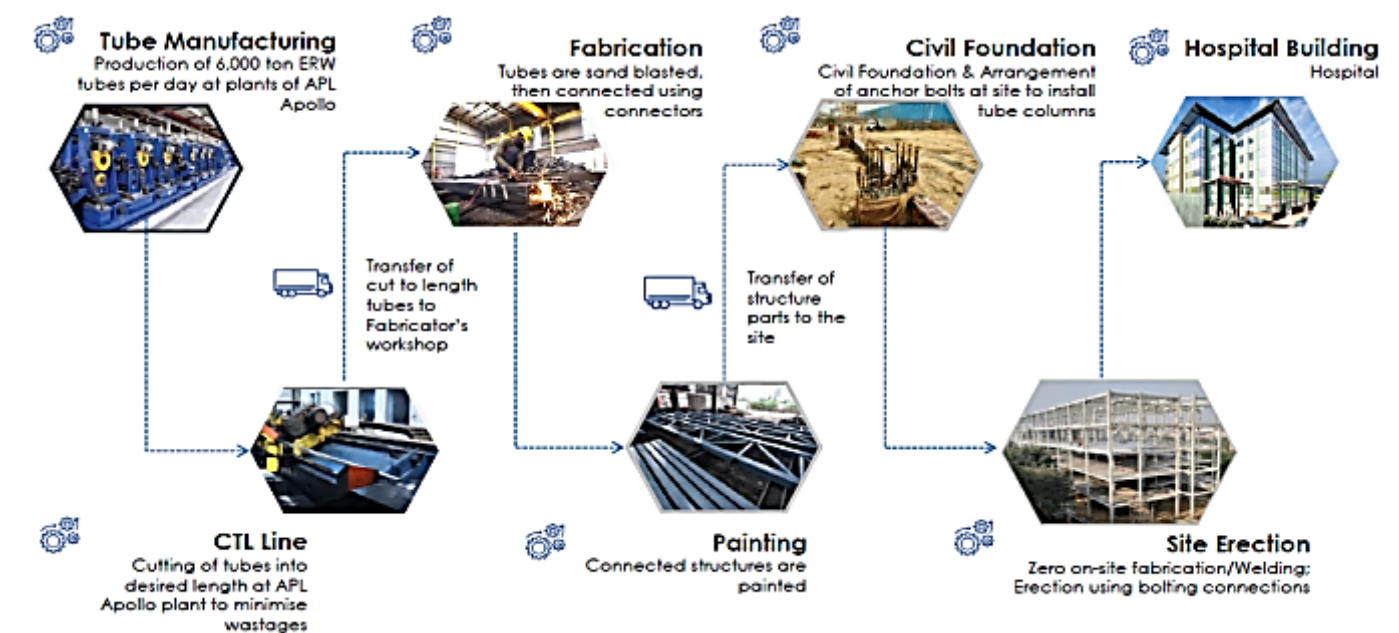 Tube Manufacturing
Production of 6,000 ton ERW
tubes per day at plants of APL
Apollo
Fabrication
Tubes are sand blasted,
then connected using
connectors
Civil Foundation
Civil Foundation & Arrangement
of anchor bolts at site to install
tube columns
Hospital Building
Hospital
Transfer of
cut to length
tubes to
Fabricator's
workshop
Transfer of
structure
parts to the
site
CTL Line
Cutting of tubes into
desired length at APL
Apollo plant to minimise
wastages
Painting
Connected structures are
painted
Site Erection
Zero on-site fabrication/Welding;
Erection using bolting connections